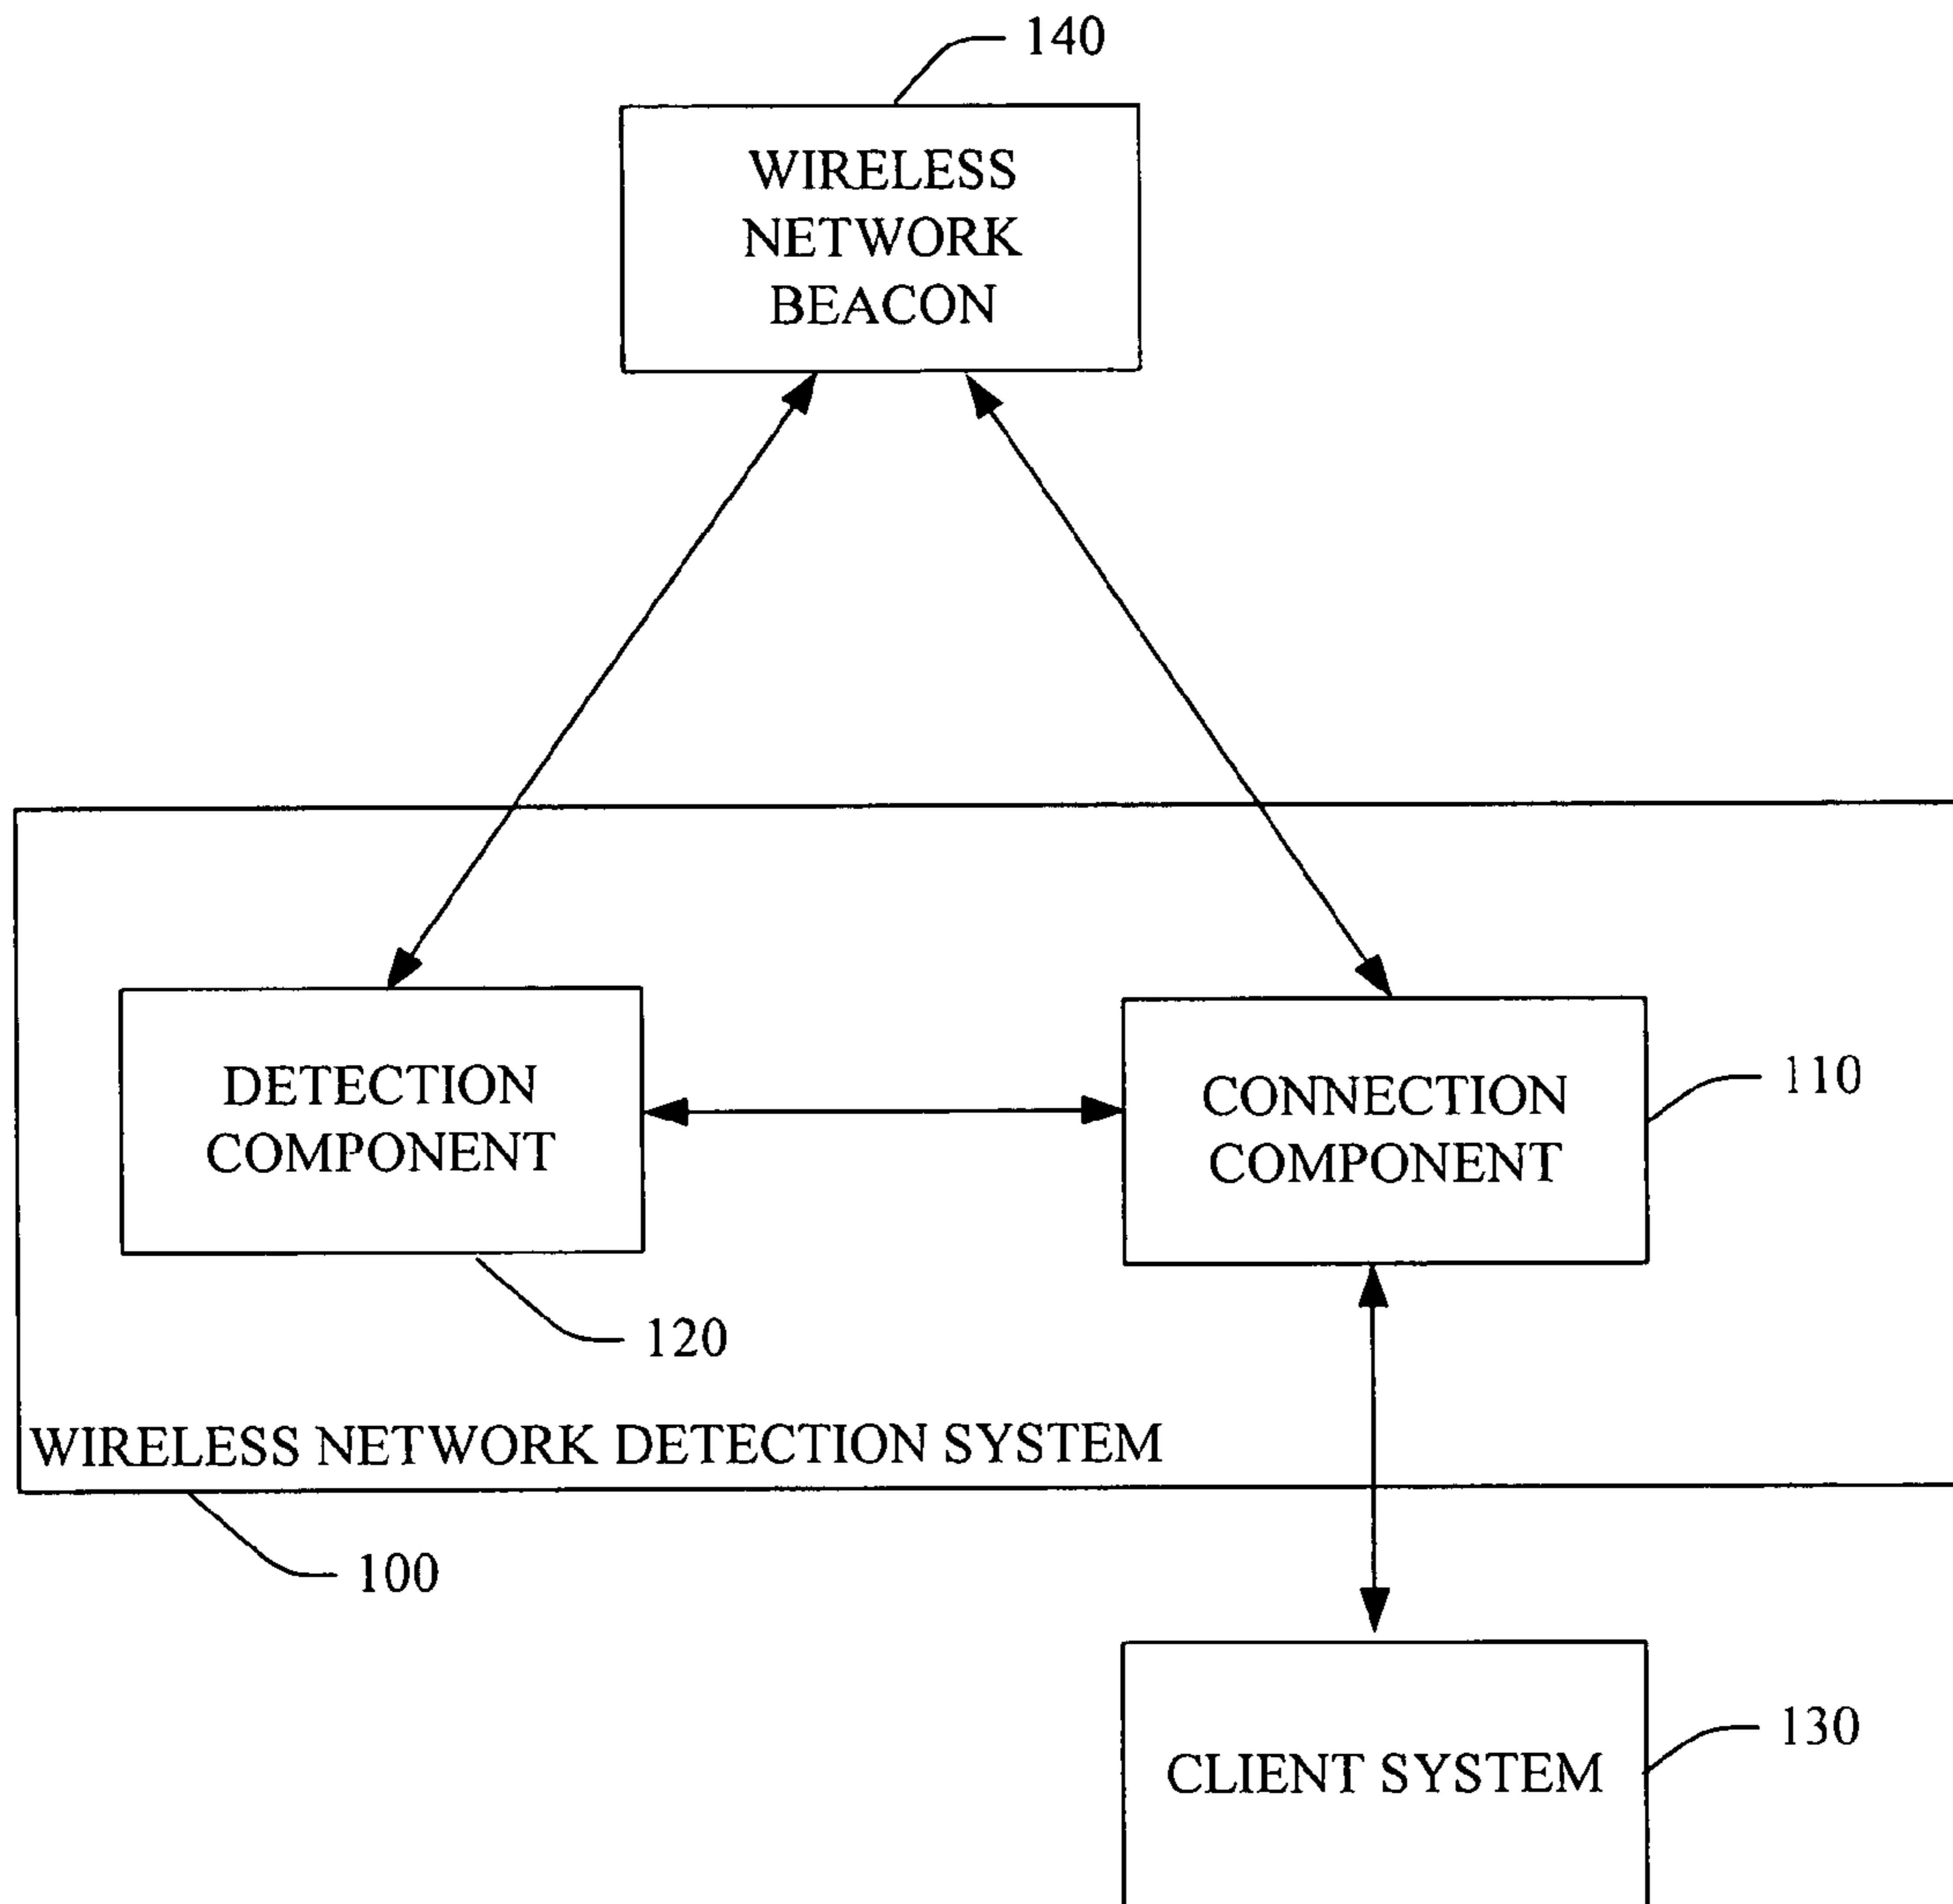 140
WIRELESS
NETWORK
BEACON
DETECTION
COMPONENT
CONNECTION
COMPONENT
110
120
WIRELESS NETWORK DETECTION SYSTEM
100
CLIENT SYSTEM
130